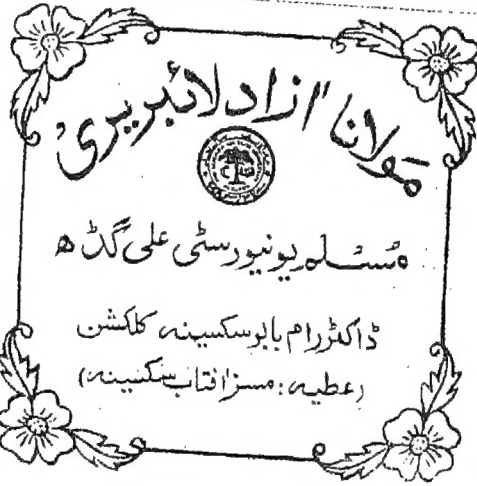 مولانا آزاد لائبریری
مسلم یونیورسٹی علی گڈھ
ڈاکٹر رام بابو سکسینہ کلکشن
(عطیہ: مسز آفتاب سکسینہ)